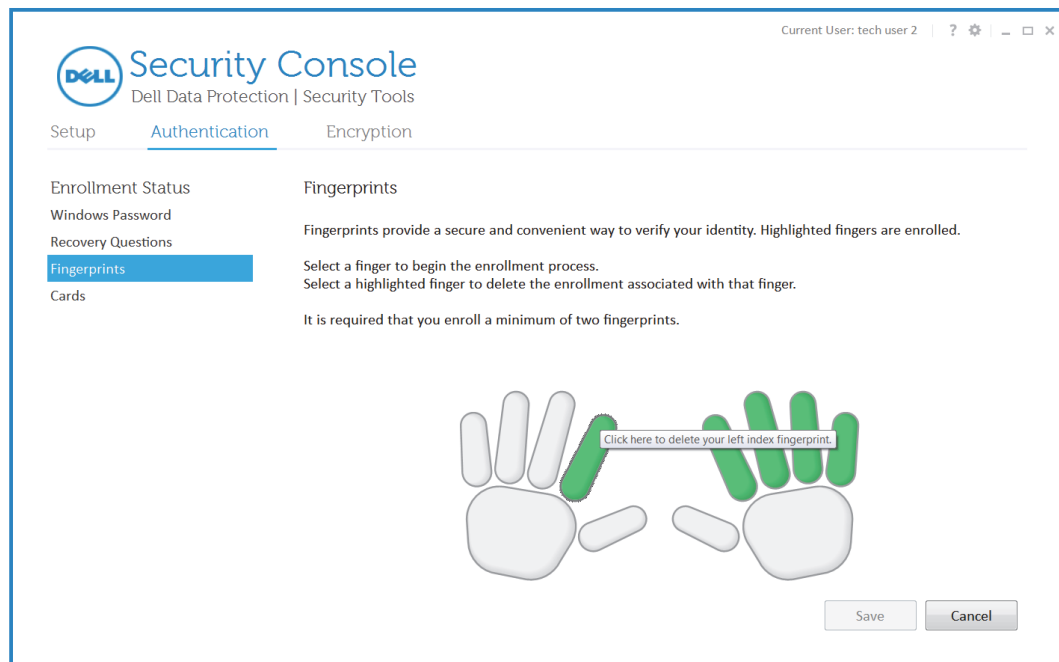 Current User: tech user 2 ?
DELL
Security Console
Dell Data Protection | Security Tools
Setup Authentication Encryption
Enrollment Status
Windows Password
Recovery Questions
Fingerprints
Cards
Fingerprints
Fingerprints provide a secure and convenient way to verify your identity. Highlighted fingers are enrolled.
Select a finger to begin the enrollment process.
Select a highlighted finger to delete the enrollment associated with that finger.
It is required that you enroll a minimum of two fingerprints.
Click here to delete your left index fingerprint.
Save Cancel